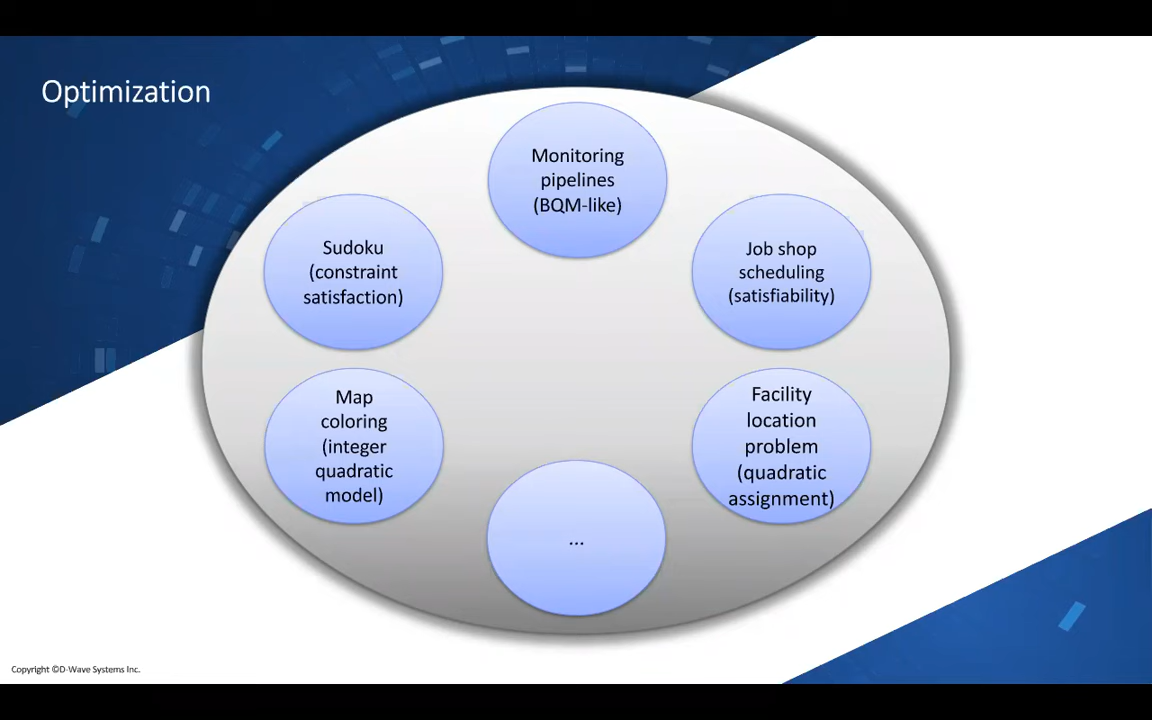 Optimization
Monitoring
pipelines
(BQM-like)
Sudoku
(constraint
satisfaction)
Job shop
scheduling
(satisfiability)
Map
coloring
(integer
quadratic
model)
Facility
location
problem
(quadratic
assignment)
...
Copyright ©D-Wave Systems Inc.